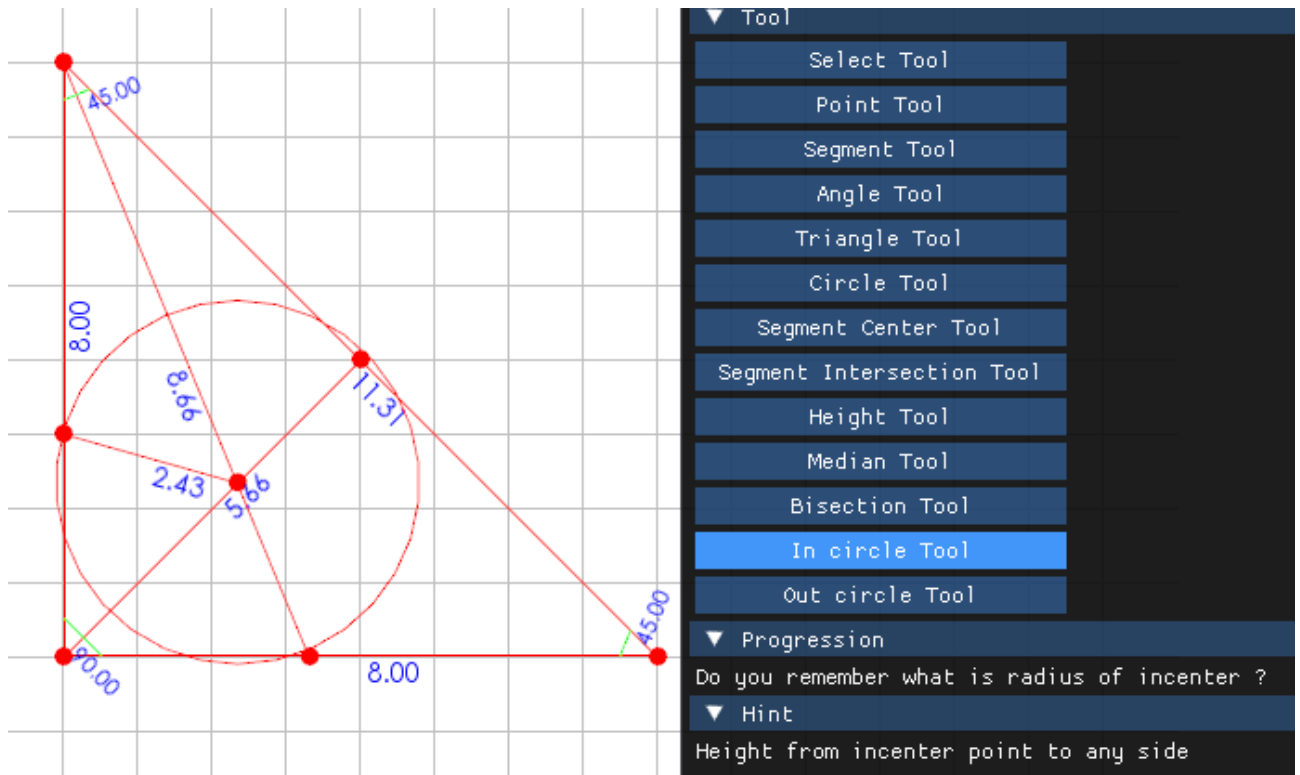 45.00
8.00
8.66
11.31
2.43
5.66
90.00
8.00
45.00
Tool
Select Tool
Point Tool
Segment Tool
Angle Tool
Triangle Tool
Circle Tool
Segment Center Tool
Segment Intersection Tool
Height Tool
Median Tool
Bisection Tool
In circle Tool
Out circle Tool
Progression
Do you remember what is radius of incenter ?
Hint
Height from incenter point to any side